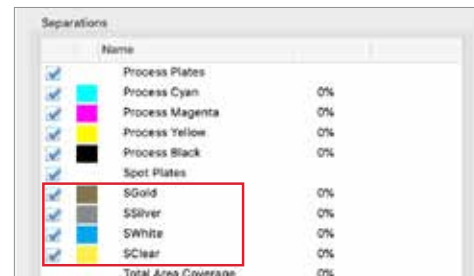 Separations
Name
Process Plates
Process Cyan 0%
Process Magenta 0%
Process Yellow 0%
Process Black 0%
Spot Plates
SGold 0%
SSilver 0%
SWhite 0%
SClear 0%
Total Area Coverage 0%